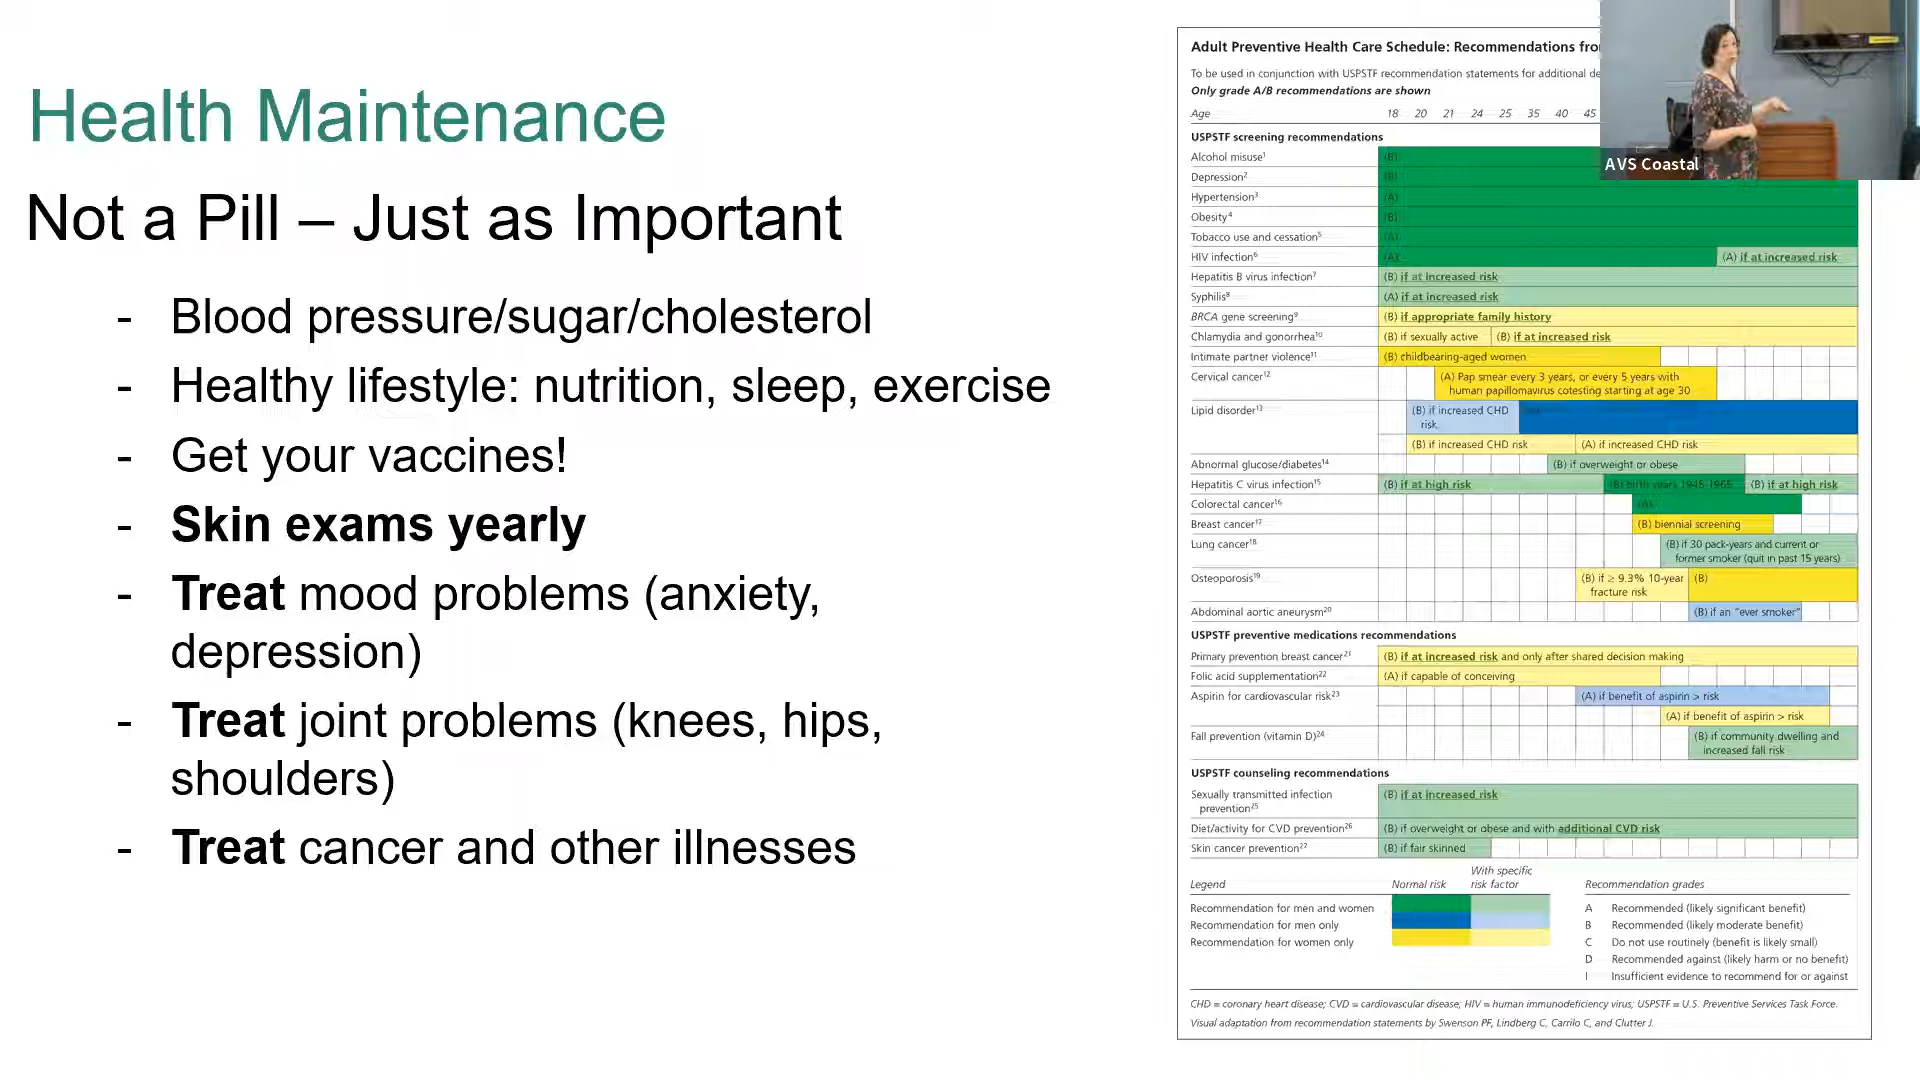 Health Maintenance
Not a Pill – Just as Important
- Blood pressure/sugar/cholesterol
- Healthy lifestyle: nutrition, sleep, exercise
- Get your vaccines!
- Skin exams yearly
- Treat mood problems (anxiety,
depression)
- Treat joint problems (knees, hips,
shoulders)
- Treat cancer and other illnesses
Adult Preventive Health Care Schedule: Recommendations
To be used in conjunction with USPSTF recommendation statements for additional
Only grade A/B recommendations are shown
Age 18 20 21 24 25 35 40 45
AVS Coastal
USPSTF screening recommendations
Alcohol misuse¹ (B)
Depression² (B)
Hypertension³ (A)
Obesity⁴ (B)
Tobacco use and cessation⁵ (A)
HIV infection⁶ (A) (A) if at increased risk
Hepatitis B virus infection⁷ (B) if at increased risk
Syphilis⁸ (A) if at increased risk
BRCA gene screening⁹ (B) if appropriate family history
Chlamydia and gonorrhea¹⁰ (B) if sexually active (B) if at increased risk
Intimate partner violence¹¹ (B) childbearing-aged women
Cervical cancer¹² (A) Pap smear every 3 years, or every 5 years with
human papillomavirus cotesting starting at age 30
Lipid disorder¹³ (B) if increased CHD
risk
(B) if increased CHD risk (A) if increased CHD risk
Abnormal glucose/diabetes¹⁴ (B) if overweight or obese
Hepatitis C virus infection¹⁵ (B) if at high risk (B) birth years 1945-1965 (B) if at high risk
Colorectal cancer¹⁶ (A)
Breast cancer¹⁷ (B) biennial screening
Lung cancer¹⁸ (B) if 30 pack-years and current or
former smoker (quit in past 15 years)
Osteoporosis¹⁹ (B) if ≥ 9.3% 10-year (B)
fracture risk
Abdominal aortic aneurysm²⁰ (B) if an "ever smoker"
USPSTF preventive medications recommendations
Primary prevention breast cancer²¹ (B) if at increased risk and only after shared decision making
Folic acid supplementation²² (A) if capable of conceiving
Aspirin for cardiovascular risk²³ (A) if benefit of aspirin > risk
(A) if benefit of aspirin > risk
Fall prevention (vitamin D)²⁴ (B) if community dwelling and
increased fall risk
USPSTF counseling recommendations
Sexually transmitted infection (B) if at increased risk
prevention²⁵
Diet/activity for CVD prevention²⁶ (B) if overweight or obese and with additional CVD risk
Skin cancer prevention²⁷ (B) if fair skinned
Legend Normal risk With specific
risk factor
Recommendation for men and women
Recommendation for men only
Recommendation for women only
Recommendation grades
A Recommended (likely significant benefit)
B Recommended (likely moderate benefit)
C Do not use routinely (benefit is likely small)
D Recommended against (likely harm or no benefit)
I Insufficient evidence to recommend for or against
CHD = coronary heart disease; CVD = cardiovascular disease; HIV = human immunodeficiency virus; USPSTF = U.S. Preventive Services Task Force.
Visual adaptation from recommendation statements by Swenson PF, Lindberg C, Carrilo C, and Clutter J.